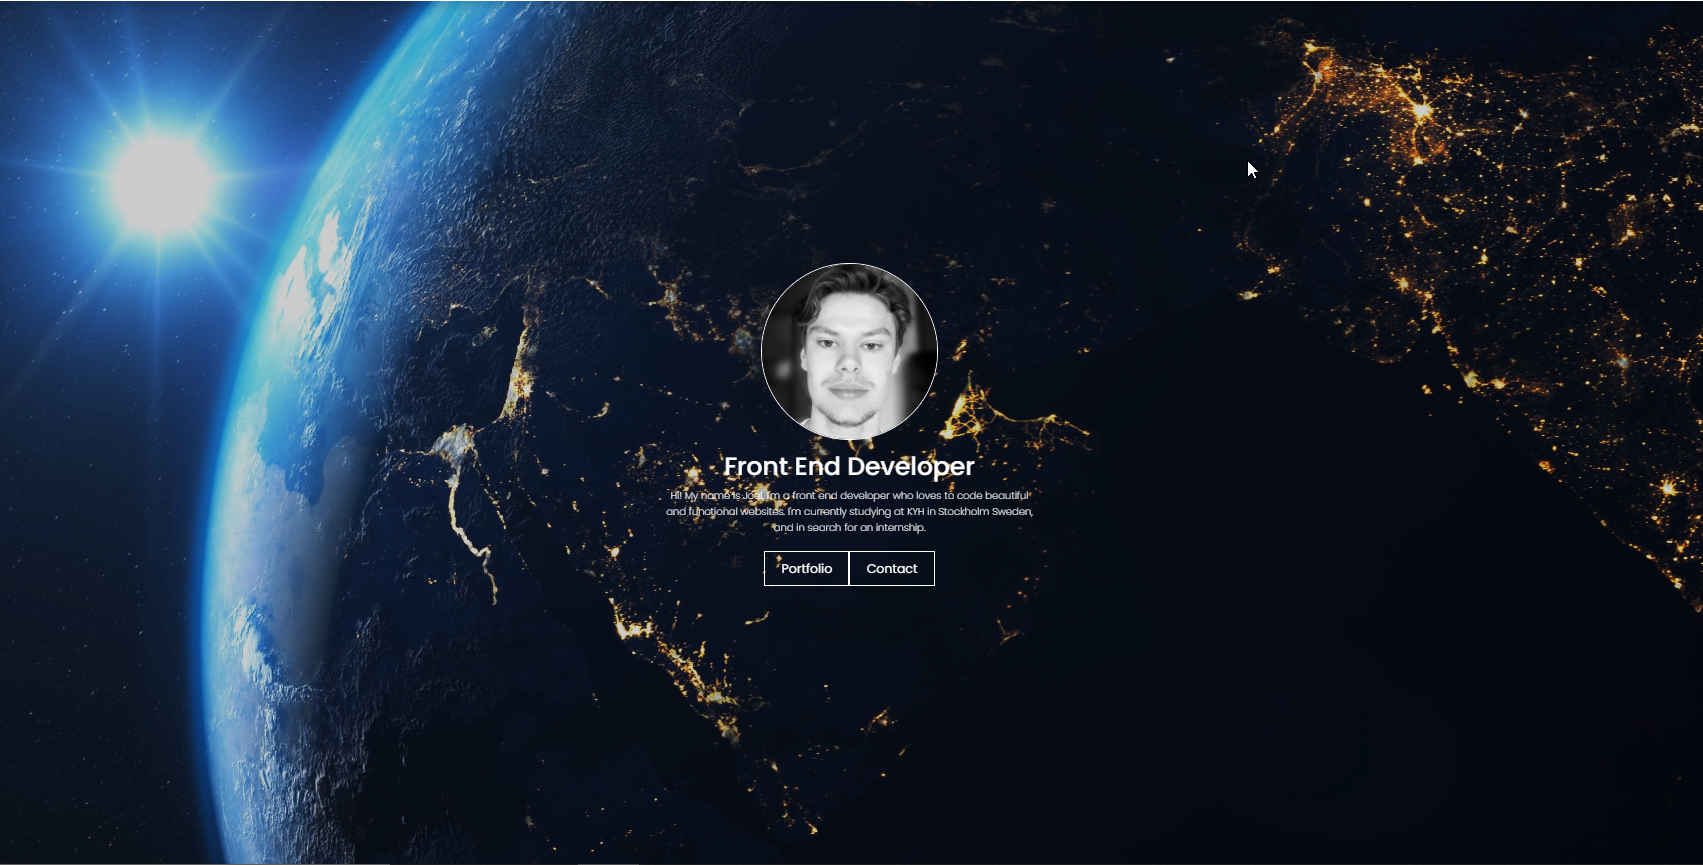 Front End Developer
Hi! My name is Joel. I'm a front end developer who loves to code beautiful
and functional websites. I'm currently studying at KYH in Stockholm Sweden,
and in search for an internship.
Portfolio Contact